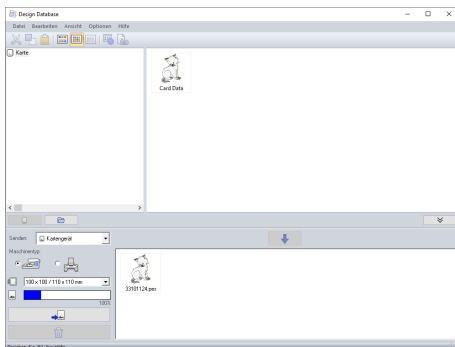 Design Database
Datei Bearbeiten Ansicht Optionen Hilfe
Karte
Card Data
Senden Kartengerät
Maschinentyp
100 x 100 / 110 x 110 mm
100%
33101124.pes